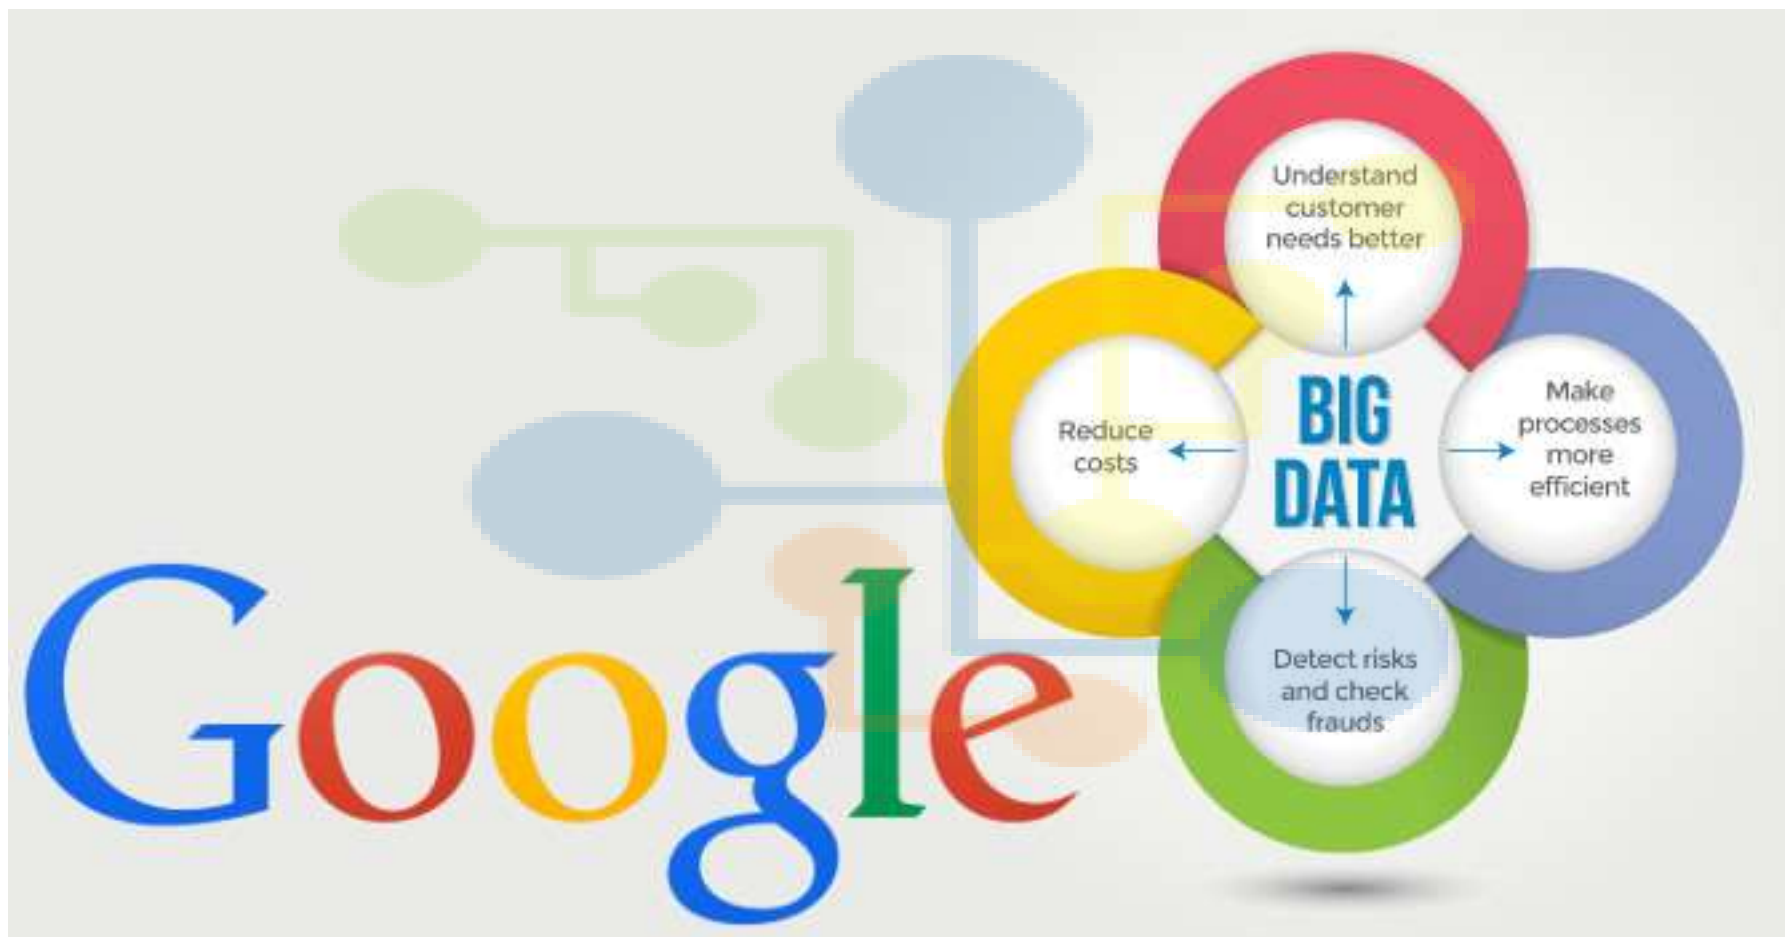 Understand
customer
needs better
Reduce
costs
BIG
DATA
Make
processes
more
efficient
Detect risks
and check
frauds
Google